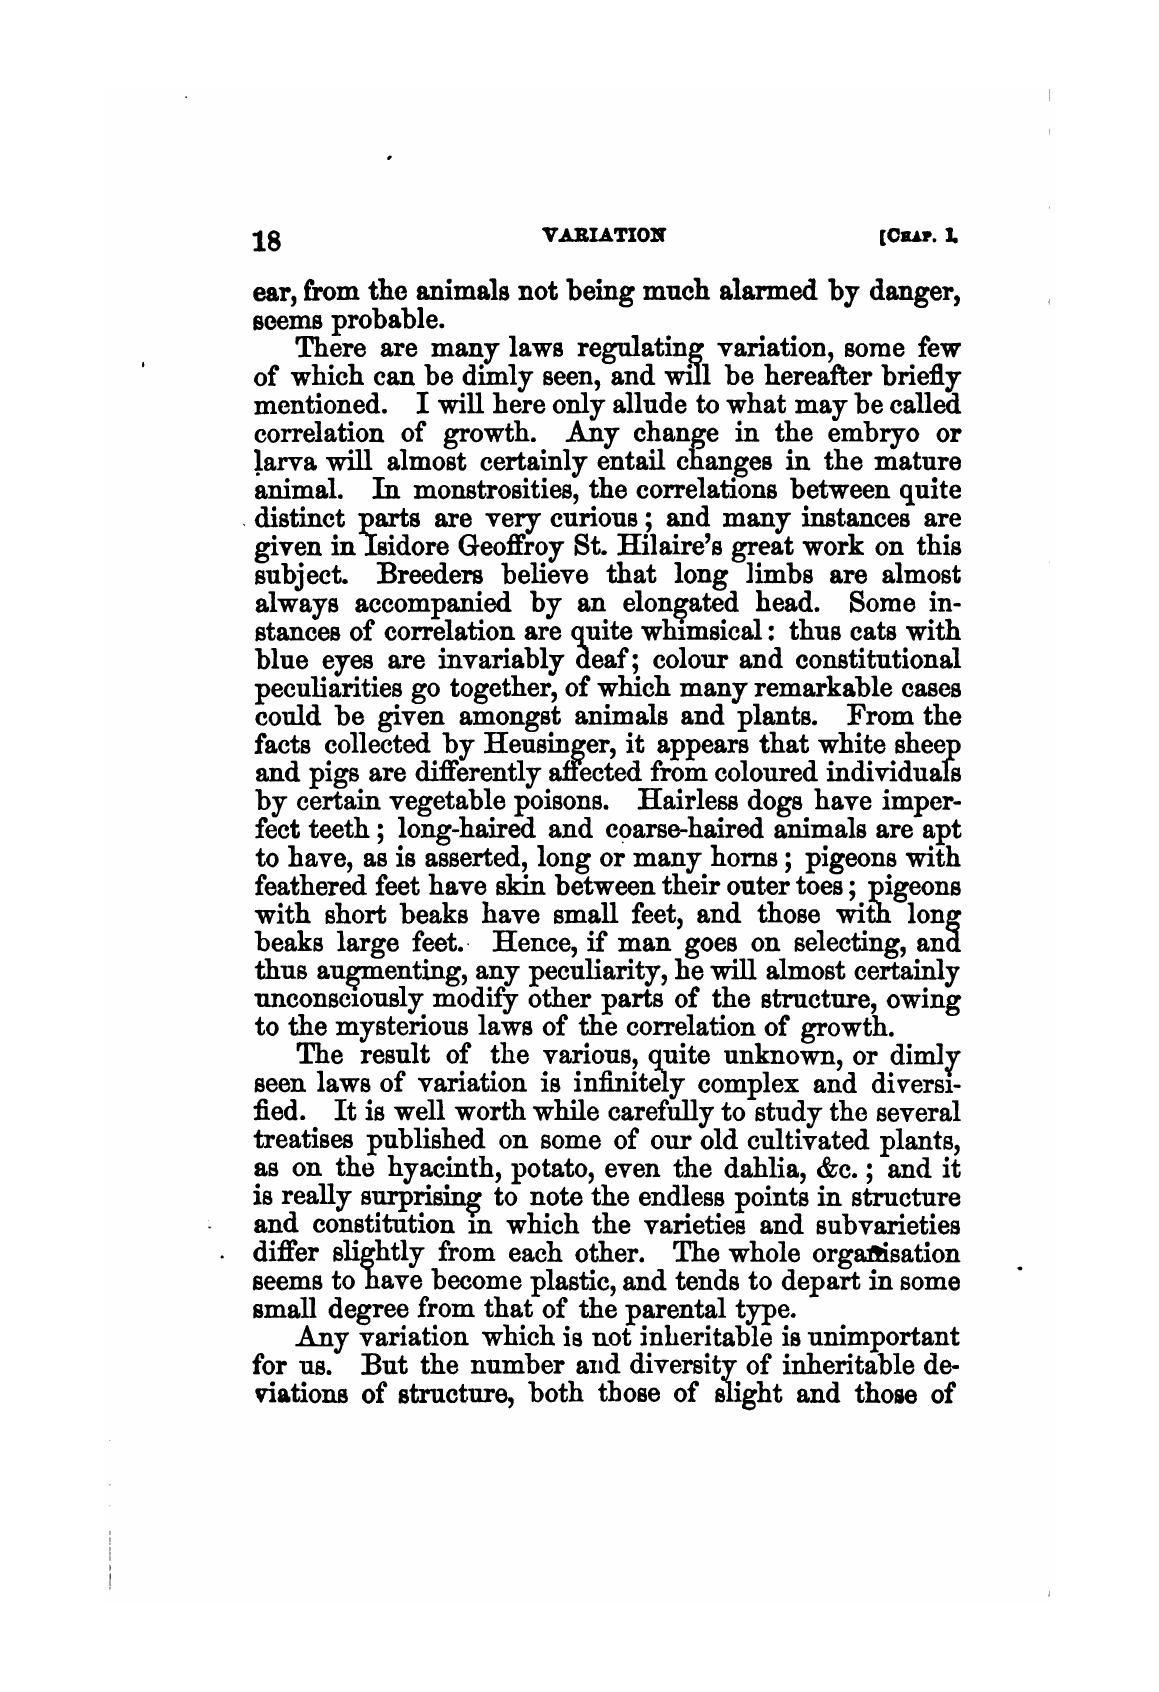 18 VARIATION [CHAP. I.
ear, from the animals not being much alarmed by danger,
seems probable.
There are many laws regulating variation, some few
of which can be dimly seen, and will be hereafter briefly
mentioned. I will here only allude to what may be called
correlation of growth. Any change in the embryo or
larva will almost certainly entail changes in the mature
animal. In monstrosities, the correlations between quite
distinct parts are very curious; and many instances are
given in Isidore Geoffroy St. Hilaire's great work on this
subject. Breeders believe that long limbs are almost
always accompanied by an elongated head. Some in-
stances of correlation are quite whimsical: thus cats with
blue eyes are invariably deaf; colour and constitutional
peculiarities go together, of which many remarkable cases
could be given amongst animals and plants. From the
facts collected by Heusinger, it appears that white sheep
and pigs are differently affected from coloured individuals
by certain vegetable poisons. Hairless dogs have imper-
fect teeth; long-haired and coarse-haired animals are apt
to have, as is asserted, long or many horns; pigeons with
feathered feet have skin between their outer toes; pigeons
with short beaks have small feet, and those with long
beaks large feet. Hence, if man goes on selecting, and
thus augmenting, any peculiarity, he will almost certainly
unconsciously modify other parts of the structure, owing
to the mysterious laws of the correlation of growth.
The result of the various, quite unknown, or dimly
seen laws of variation is infinitely complex and diversi-
fied. It is well worth while carefully to study the several
treatises published on some of our old cultivated plants,
as on the hyacinth, potato, even the dahlia, &c.; and it
is really surprising to note the endless points in structure
and constitution in which the varieties and subvarieties
differ slightly from each other. The whole organisation
seems to have become plastic, and tends to depart in some
small degree from that of the parental type.
Any variation which is not inheritable is unimportant
for us. But the number and diversity of inheritable de-
viations of structure, both those of slight and those of